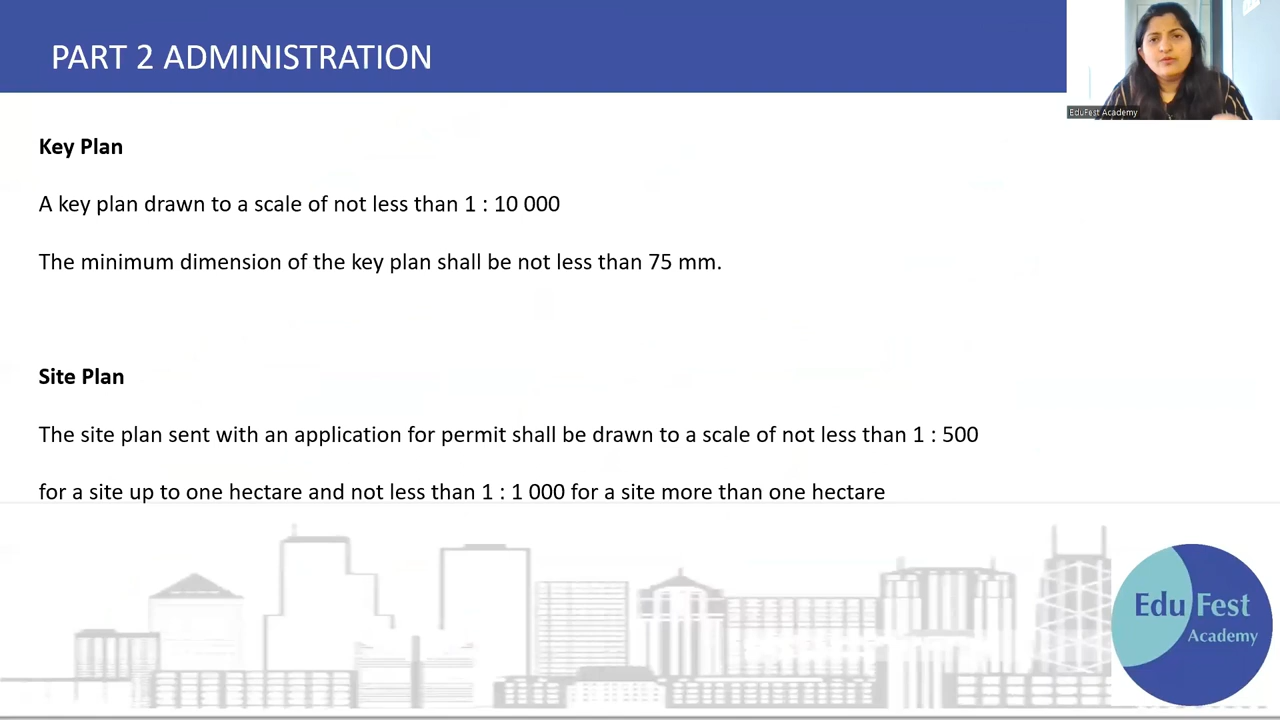 PART 2 ADMINISTRATION
EduFest Academy
Key Plan
A key plan drawn to a scale of not less than 1 : 10 000
The minimum dimension of the key plan shall be not less than 75 mm.
Site Plan
The site plan sent with an application for permit shall be drawn to a scale of not less than 1 : 500
for a site up to one hectare and not less than 1 : 1 000 for a site more than one hectare
Edu Fest
Academy